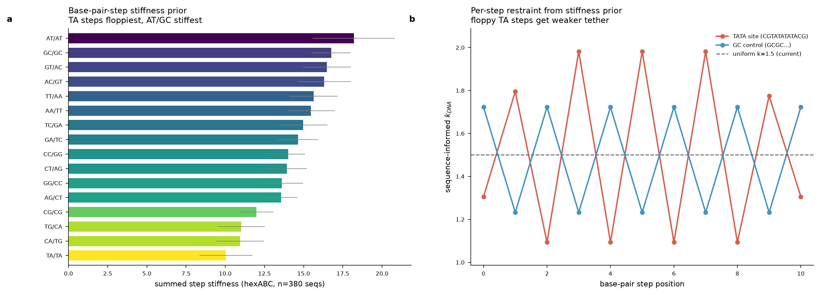 a
Base-pair-step stiffness prior
TA steps floppiest, AT/GC stiffest
AT/AT
GC/GC
GT/AC
AC/GT
TT/AA
AA/TT
TC/GA
GA/TC
CC/GG
CT/AG
GG/CC
AG/CT
CG/CG
TG/CA
CA/TG
TA/TA
0.0 2.5 5.0 7.5 10.0 12.5 15.0 17.5 20.0
summed step stiffness (hexABC, n=380 seqs)
b
Per-step restraint from stiffness prior
floppy TA steps get weaker tether
TATA site (CGTATATATACG)
GC control (GCGC...)
uniform k=1.5 (current)
sequence-informed kDNA
2.0
1.8
1.6
1.4
1.2
1.0
0 2 4 6 8 10
base-pair step position